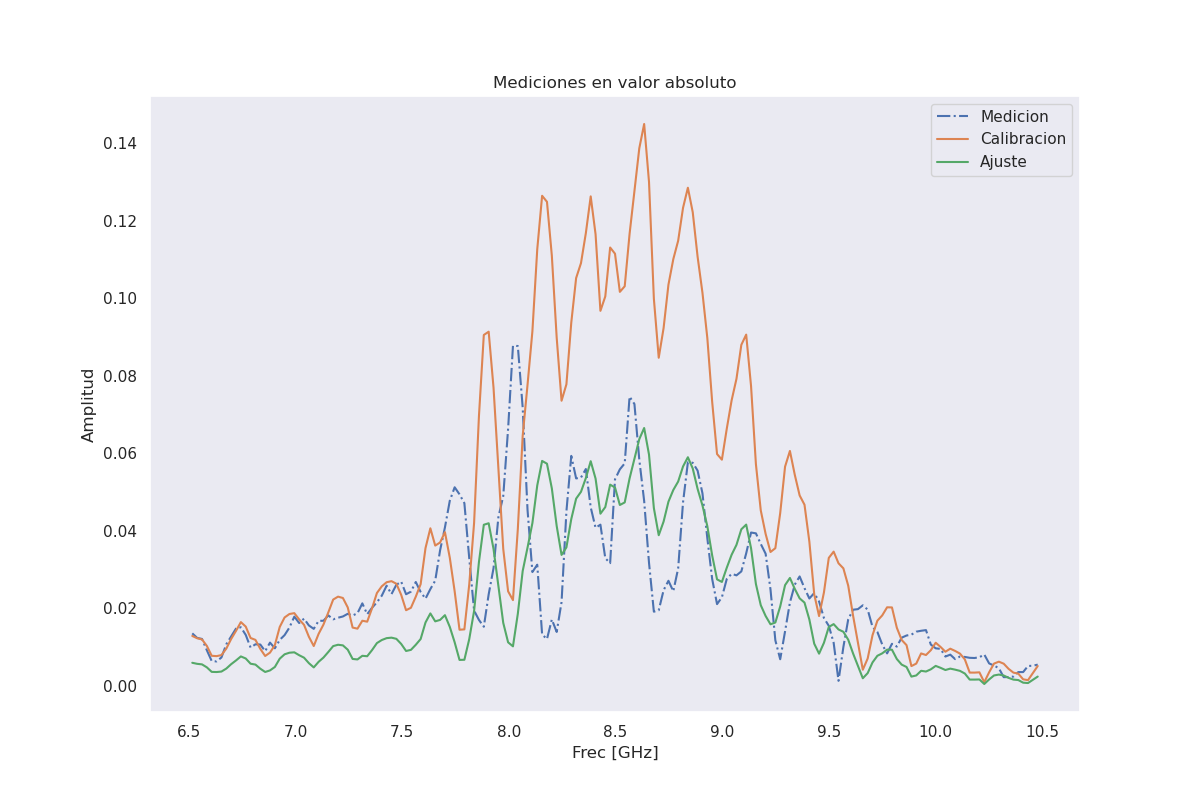 Mediciones en valor absoluto
Medicion
Calibracion
Ajuste
Amplitud
0.14
0.12
0.10
0.08
0.06
0.04
0.02
0.00
6.5 7.0 7.5 8.0 8.5 9.0 9.5 10.0 10.5
Frec [GHz]